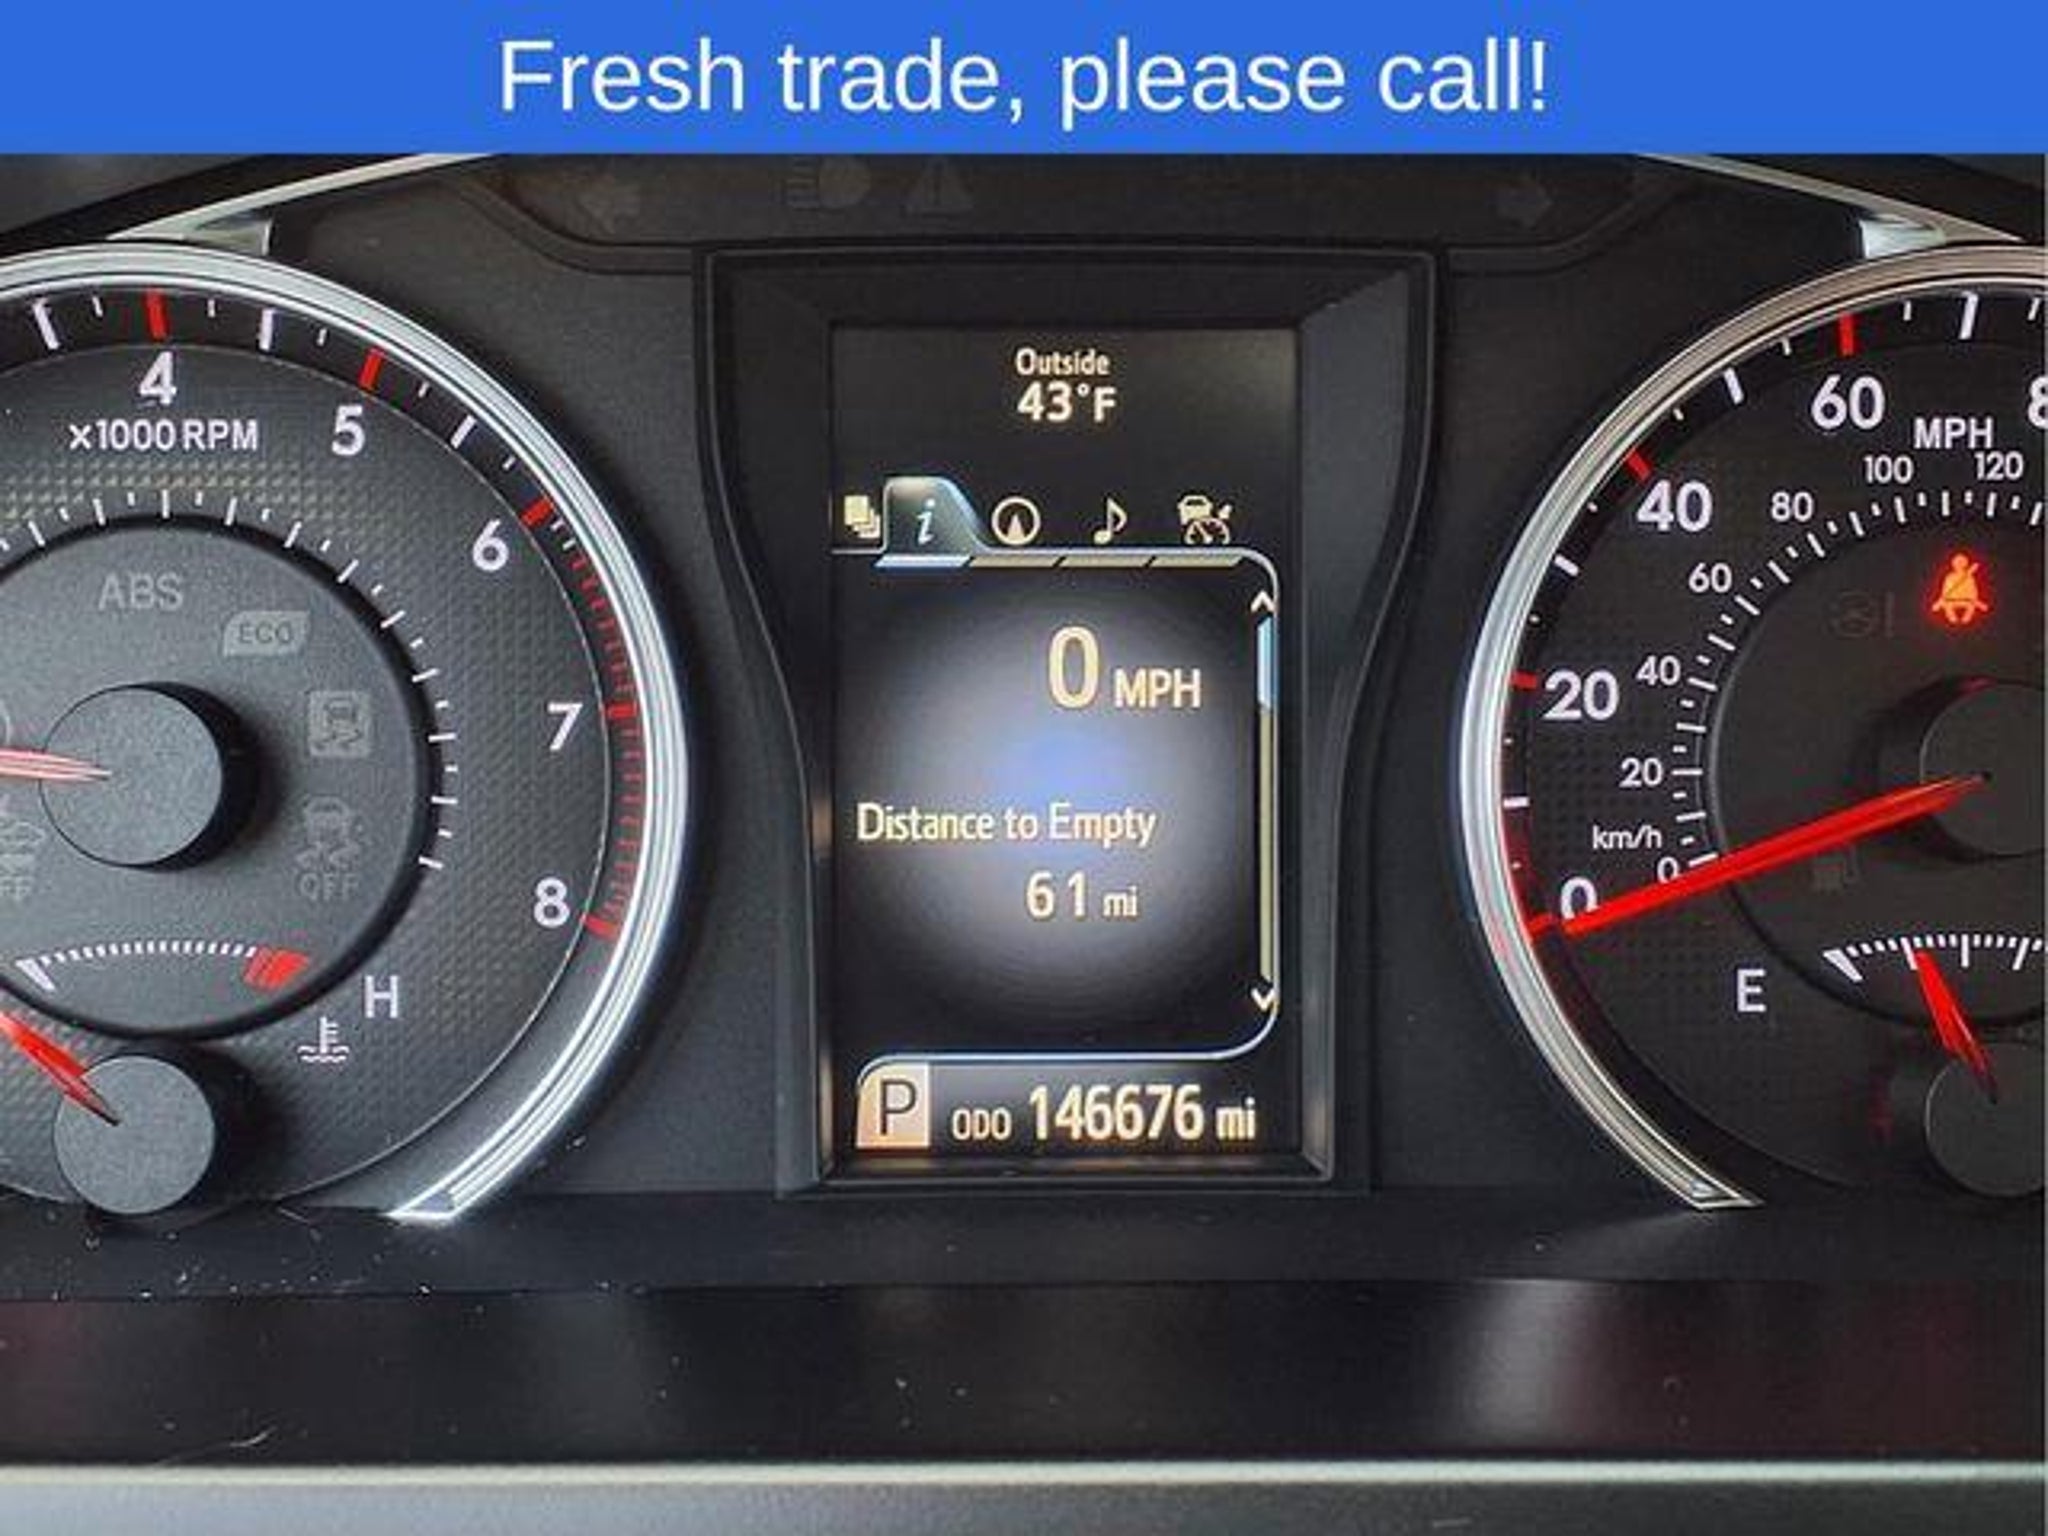 Fresh trade, please call!
Outside
43°F
4
x1000 RPM
5
6
7
8
ABS
ECO
OFF
H
i
0 MPH
Distance to Empty
61 mi
P ODO 146676 mi
60
MPH
100
120
40
80
60
20
40
20
km/h
0
0
E